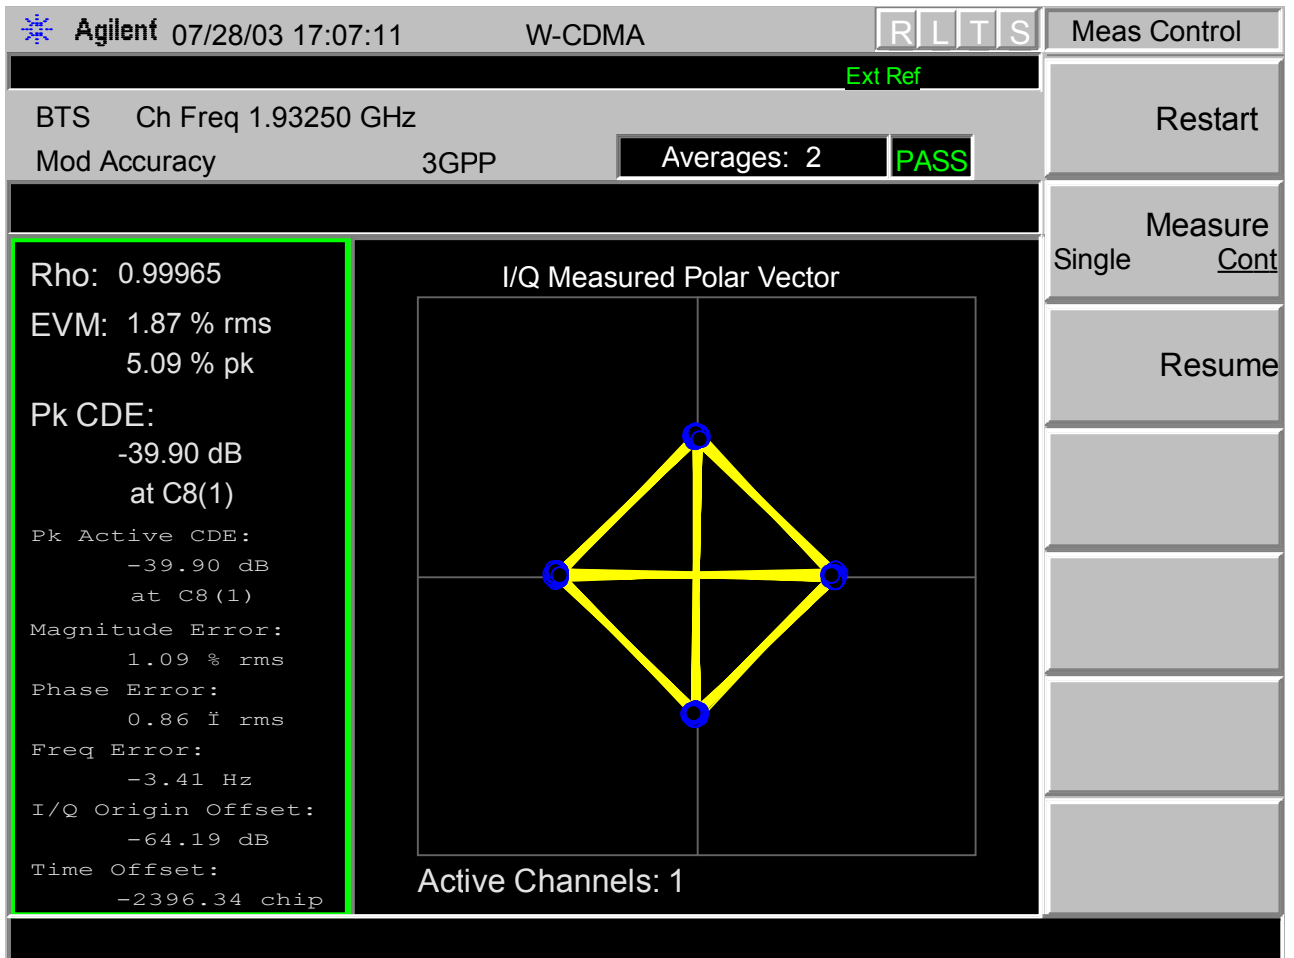 Agilent 07/28/03 17:07:11 W-CDMA R L T S
Meas Control
Ext Ref
BTS Ch Freq 1.93250 GHz
Mod Accuracy 3GPP Averages: 2 PASS
Restart
Measure
Single Cont
Resume
Rho: 0.99965
EVM: 1.87 % rms
5.09 % pk
Pk CDE:
-39.90 dB
at C8(1)
Pk Active CDE:
-39.90 dB
at C8(1)
Magnitude Error:
1.09 % rms
Phase Error:
0.86 Ï rms
Freq Error:
-3.41 Hz
I/Q Origin Offset:
-64.19 dB
Time Offset:
-2396.34 chip
I/Q Measured Polar Vector
Active Channels: 1